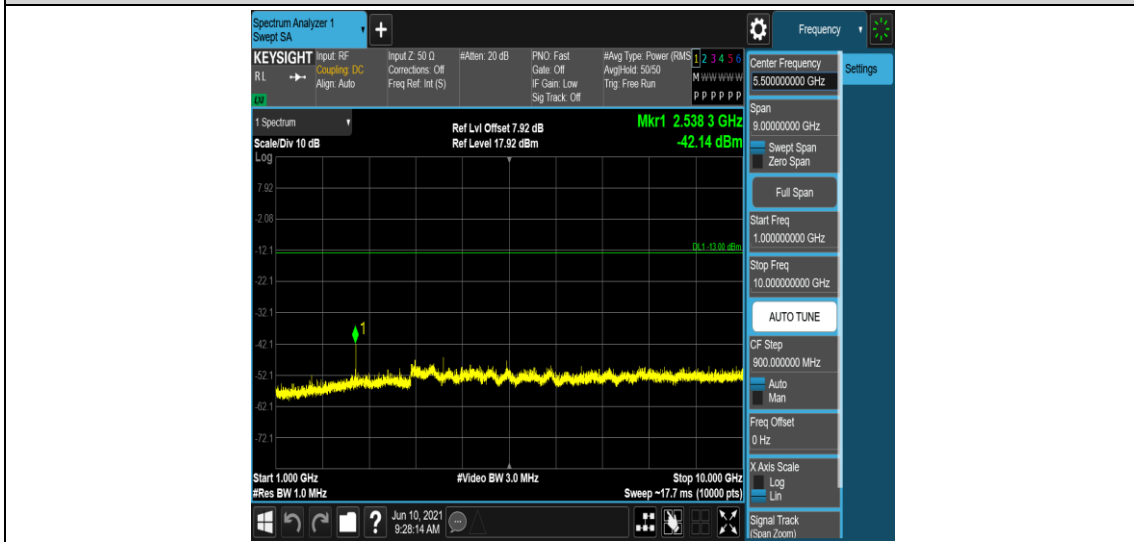 Spectrum Analyzer 1
Swept SA
+
Frequency
KEYSIGHT
RL
LXI
Input: RF
Coupling: DC
Align: Auto
Input Z: 50 Ω
Corrections: Off
Freq Ref: Int (S)
#Atten: 20 dB
PNO: Fast
Gate: Off
IF Gain: Low
Sig Track: Off
#Avg Type: Power (RMS
Avg|Hold: 50/50
Trig: Free Run
1 2 3 4 5 6
M W W W W W
P P P P P P
1 Spectrum
Scale/Div 10 dB
Ref Lvl Offset 7.92 dB
Ref Level 17.92 dBm
Mkr1 2.538 3 GHz
-42.14 dBm
Log
7.92
-2.08
-12.1
DL1 -13.00 dBm
-22.1
-32.1
1
-42.1
-52.1
-62.1
-72.1
Start 1.000 GHz
#Video BW 3.0 MHz
Stop 10.000 GHz
#Res BW 1.0 MHz
Sweep ~17.7 ms (10000 pts)
?
Jun 10, 2021
9:28:14 AM
Center Frequency
5.500000000 GHz
Settings
Span
9.00000000 GHz
Swept Span
Zero Span
Full Span
Start Freq
1.000000000 GHz
Stop Freq
10.000000000 GHz
AUTO TUNE
CF Step
900.000000 MHz
Auto
Man
Freq Offset
0 Hz
X Axis Scale
Log
Lin
Signal Track
(Span Zoom)